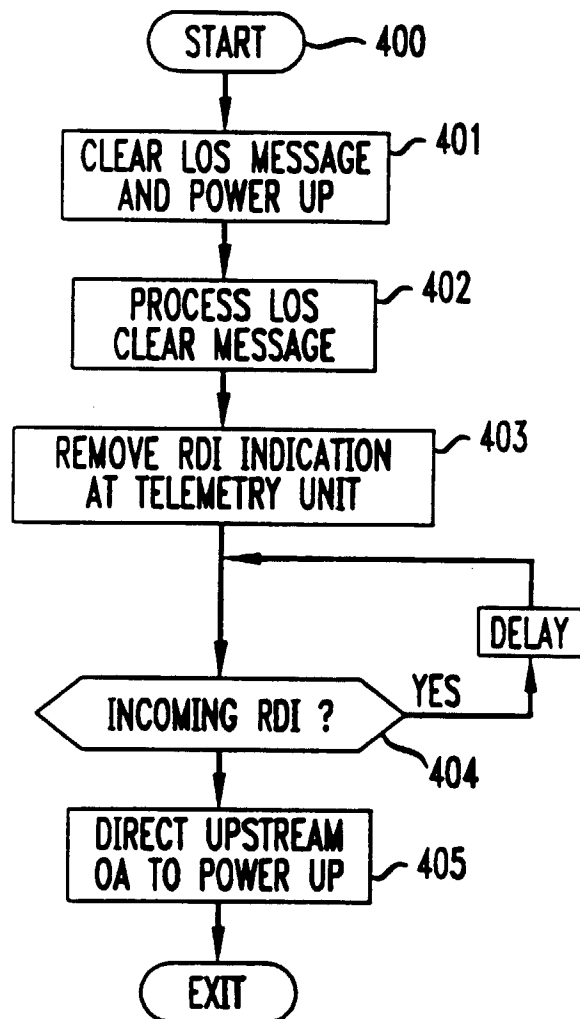 START
400
CLEAR LOS MESSAGE
AND POWER UP
401
PROCESS LOS
CLEAR MESSAGE
402
REMOVE RDI INDICATION
AT TELEMETRY UNIT
403
DELAY
INCOMING RDI ?
YES
404
DIRECT UPSTREAM
OA TO POWER UP
405
EXIT